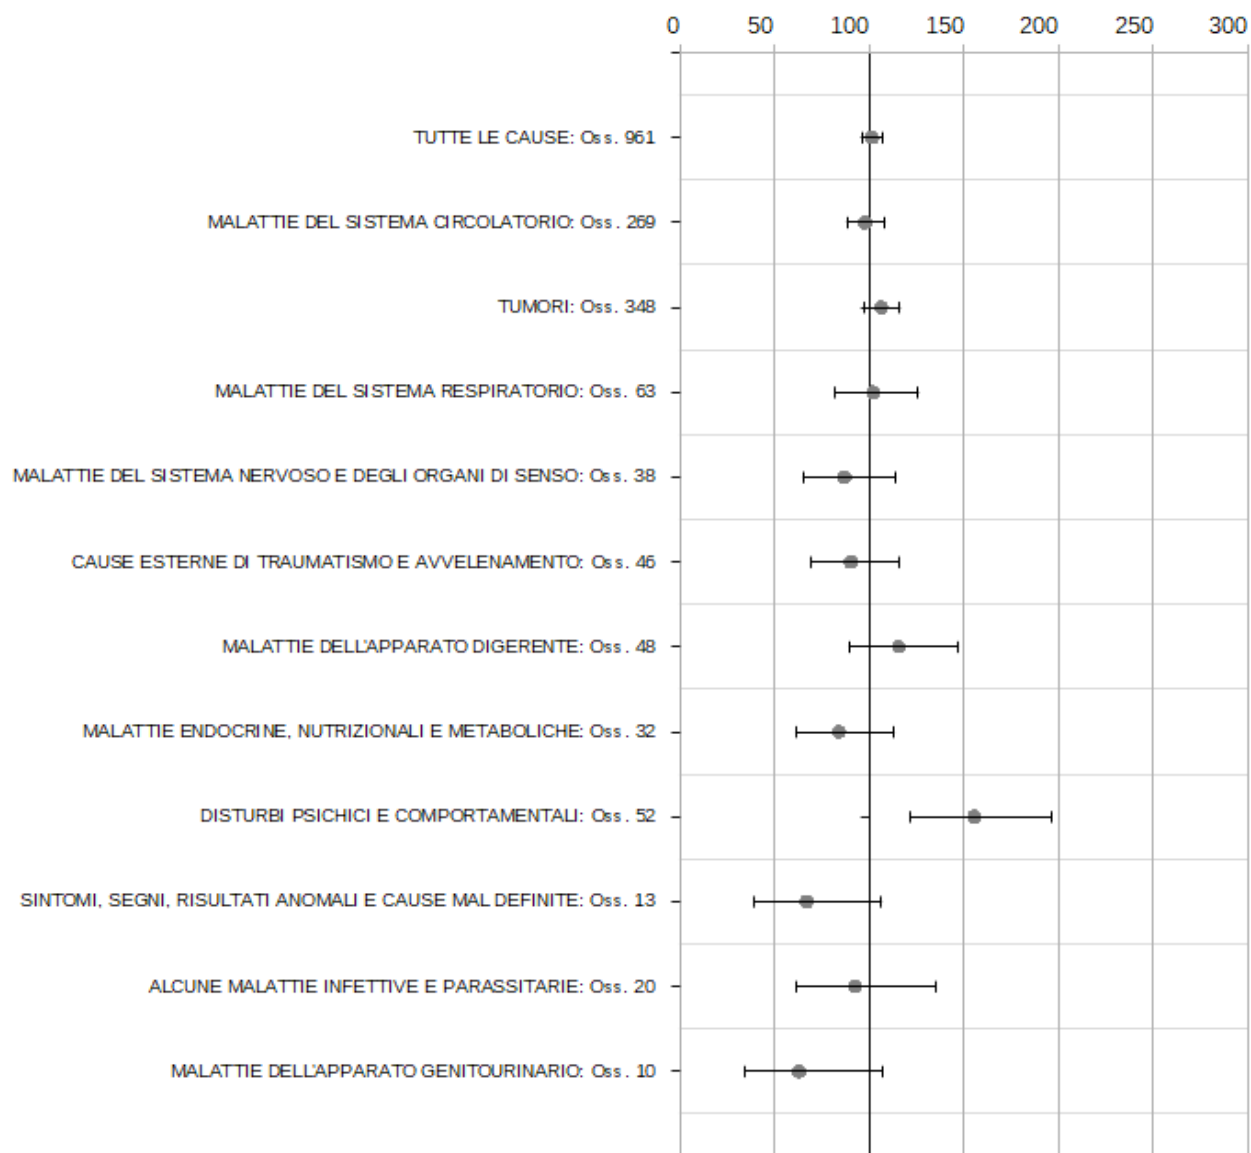 0 50 100 150 200 250 300
TUTTE LE CAUSE: Oss. 961
MALATTIE DEL SISTEMA CIRCOLATORIO: Oss. 269
TUMORI: Oss. 348
MALATTIE DEL SISTEMA RESPIRATORIO: Oss. 63
MALATTIE DEL SISTEMA NERVOSO E DEGLI ORGANI DI SENSO: Oss. 38
CAUSE ESTERNE DI TRAUMATISMO E AVVELENAMENTO: Oss. 46
MALATTIE DELL'APPARATO DIGERENTE: Oss. 48
MALATTIE ENDOCRINE, NUTRIZIONALI E METABOLICHE: Oss. 32
DISTURBI PSICHICI E COMPORTAMENTALI: Oss. 52
SINTOMI, SEGNI, RISULTATI ANOMALI E CAUSE MAL DEFINITE: Oss. 13
ALCUNE MALATTIE INFETTIVE E PARASSITARIE: Oss. 20
MALATTIE DELL'APPARATO GENITOURINARIO: Oss. 10